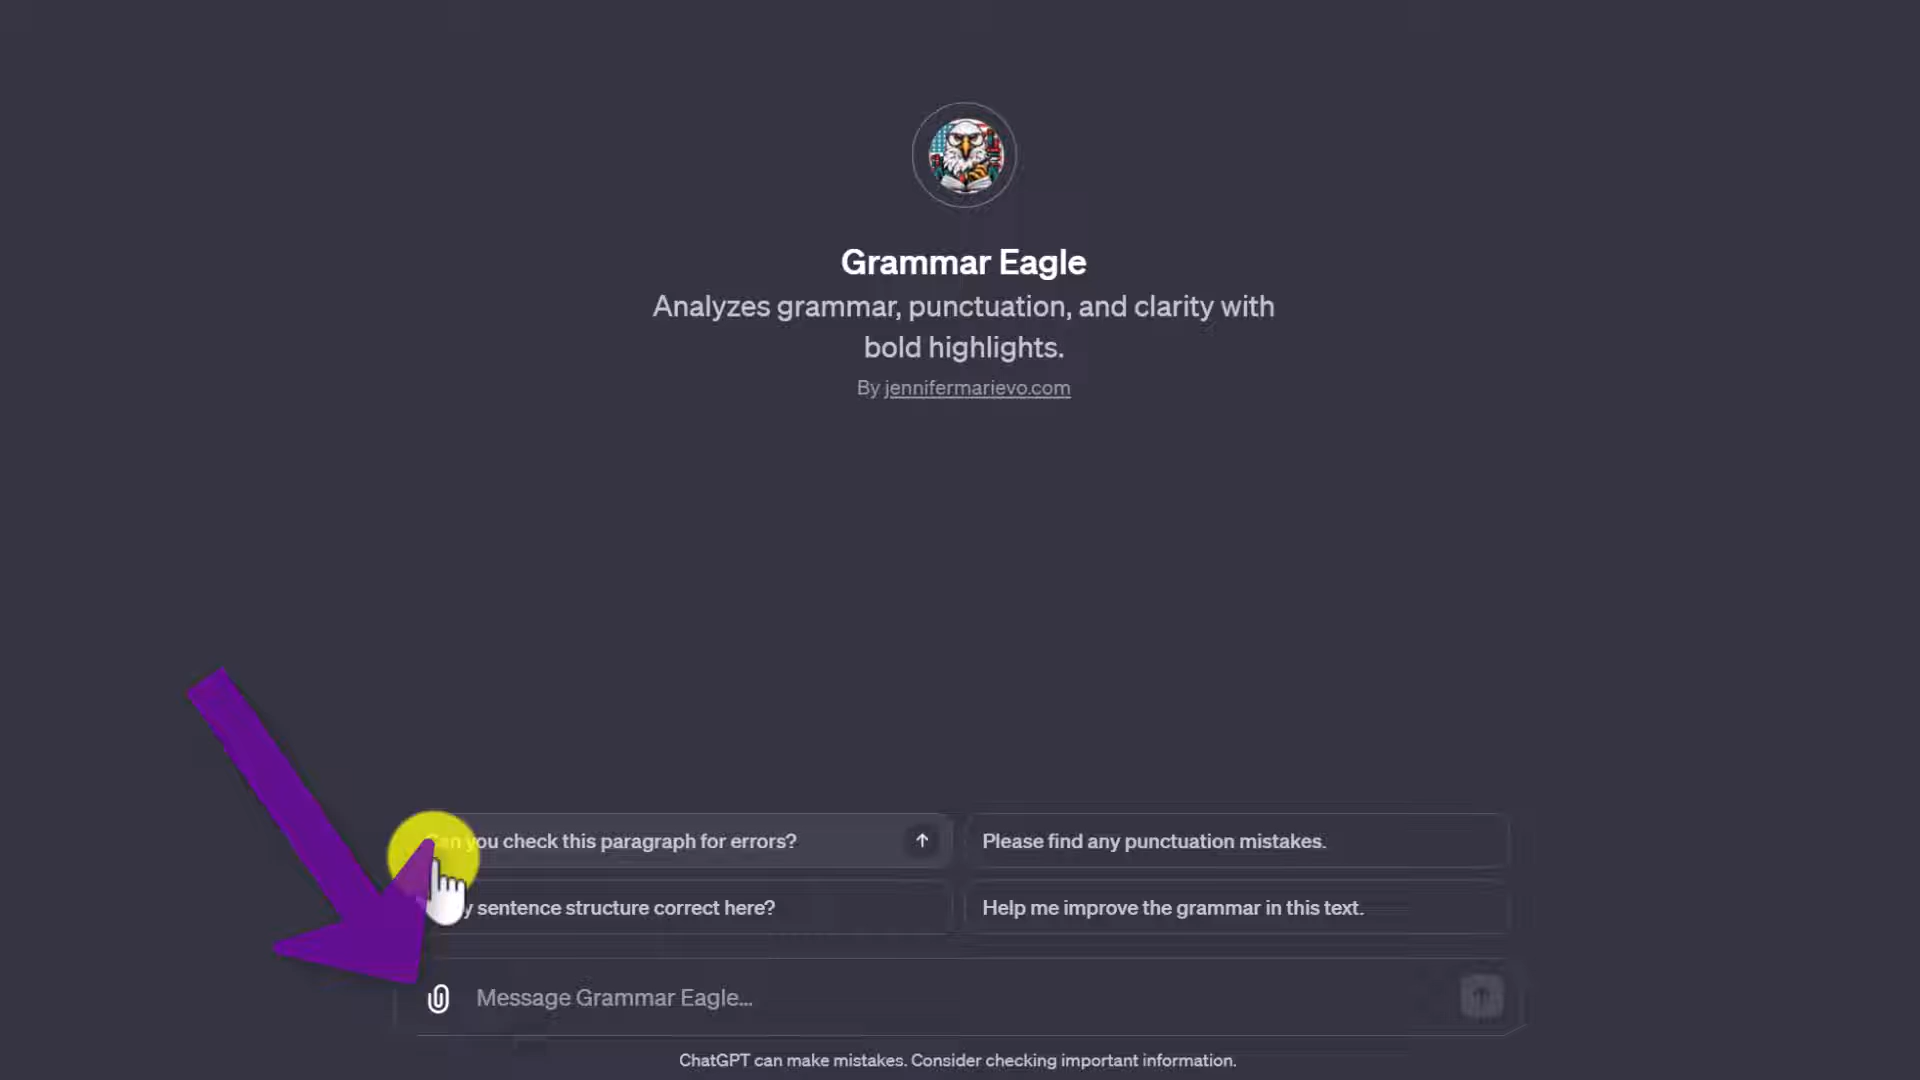 Grammar Eagle
Analyzes grammar, punctuation, and clarity with
bold highlights.
By jennifermarievo.com
you check this paragraph for errors?
Please find any punctuation mistakes.
sentence structure correct here?
Help me improve the grammar in this text.
Message Grammar Eagle...
ChatGPT can make mistakes. Consider checking important information.